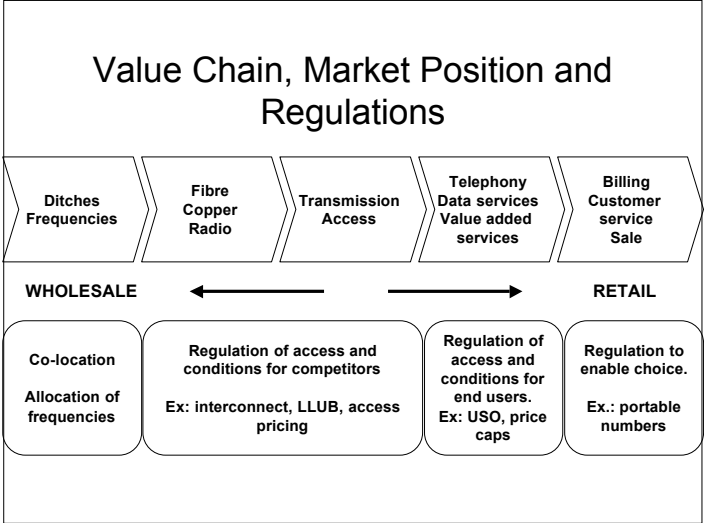 Value Chain, Market Position and
Regulations
Ditches
Frequencies
Fibre
Copper
Radio
Transmission
Access
Telephony
Data services
Value added
services
Billing
Customer
service
Sale
WHOLESALE
RETAIL
Co-location
Allocation of
frequencies
Regulation of access and
conditions for competitors
Ex: interconnect, LLUB, access
pricing
Regulation of
access and
conditions for
end users.
Ex: USO, price
caps
Regulation to
enable choice.
Ex.: portable
numbers